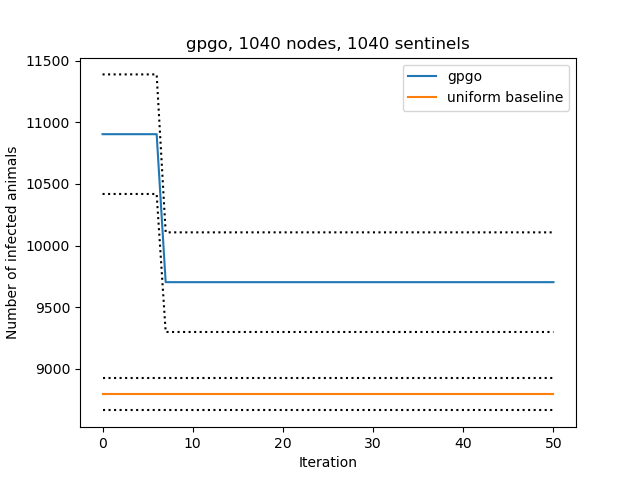 gpgo, 1040 nodes, 1040 sentinels
gpgo
uniform baseline
Number of infected animals
11500
11000
10500
10000
9500
9000
0 10 20 30 40 50
Iteration